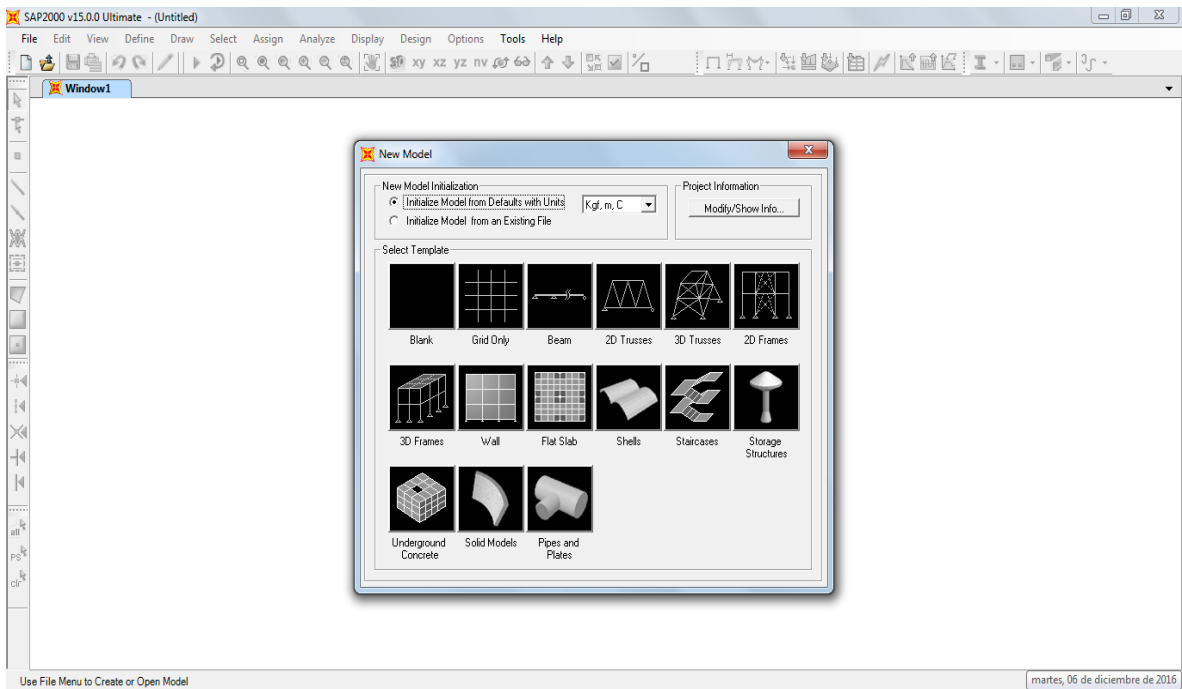 SAP2000 v15.0.0 Ultimate - (Untitled)
File Edit View Define Draw Select Assign Analyze Display Design Options Tools Help
xy xz yz nv
Window1
New Model
New Model Initialization
Initialize Model from Defaults with Units
Kgf, m, C
Initialize Model from an Existing File
Project Information
Modify/Show Info...
Select Template
Blank
Grid Only
Beam
2D Trusses
3D Trusses
2D Frames
3D Frames
Wall
Flat Slab
Shells
Staircases
Storage
Structures
Underground
Concrete
Solid Models
Pipes and
Plates
all
PS
clr
Use File Menu to Create or Open Model
martes, 06 de diciembre de 2016